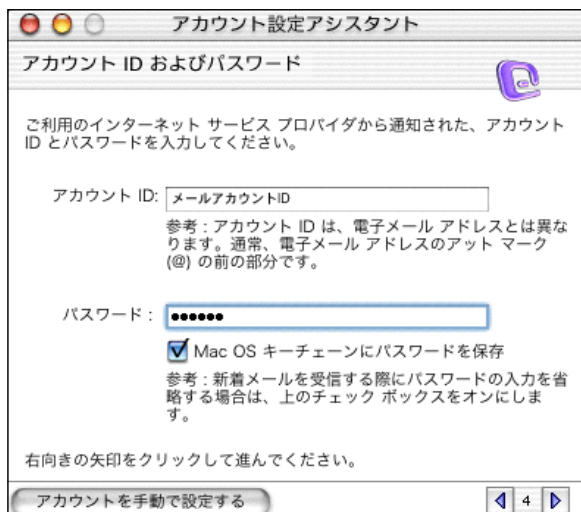 アカウント設定アシスタント
アカウント ID およびパスワード
ご利用のインターネット サービス プロバイダから通知された、アカウント
ID とパスワードを入力してください。
アカウント ID: メールアカウントID
参考 : アカウント ID は、電子メール アドレスとは異な
ります。通常、電子メール アドレスのアット マーク
(@) の前の部分です。
パスワード : ●●●●●●
Mac OS キーチェーンにパスワードを保存
参考 : 新着メールを受信する際にパスワードの入力を省
略する場合は、上のチェック ボックスをオンにしま
す。
右向きの矢印をクリックして進んでください。
アカウントを手動で設定する
4